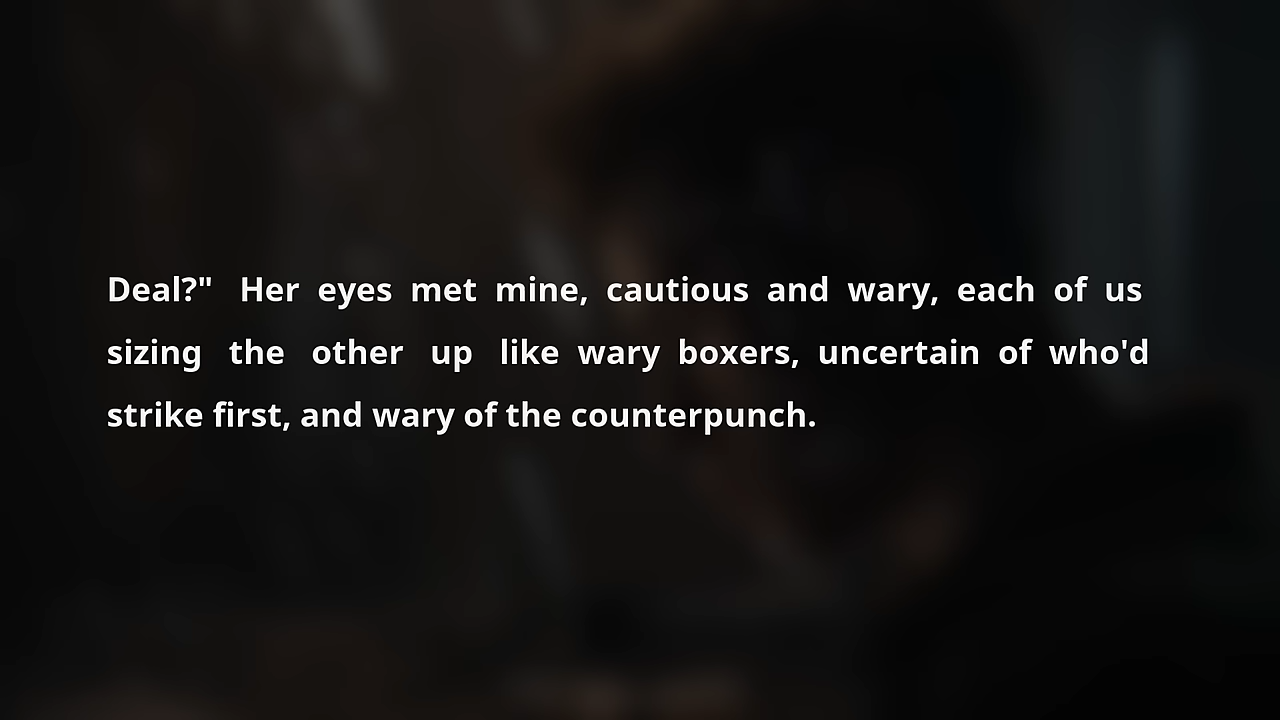 Deal?" Her eyes met mine, cautious and wary, each of us
sizing the other up like wary boxers, uncertain of who'd
strike first, and wary of the counterpunch.